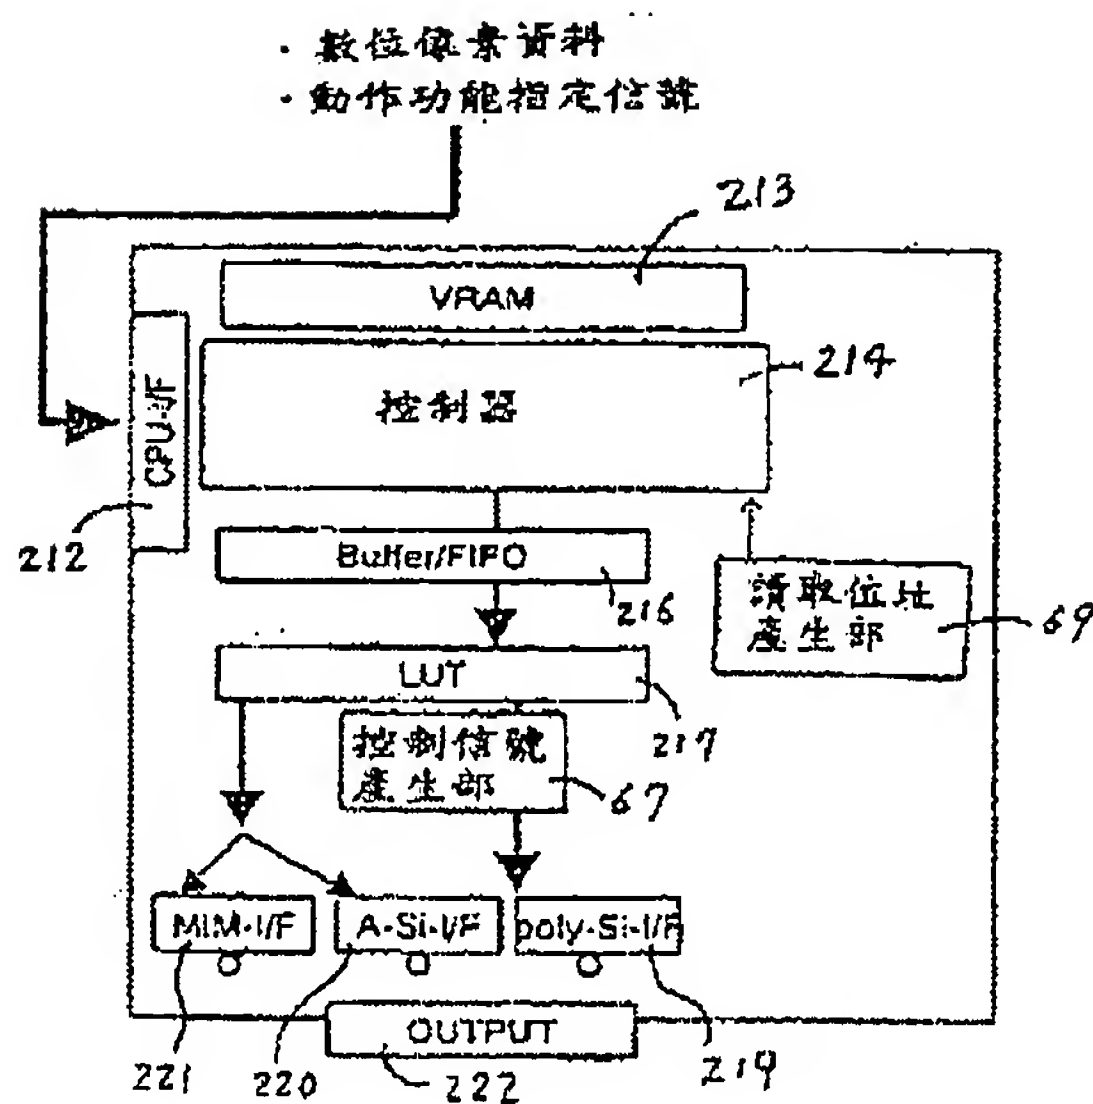 · 數位像素資料
· 動作功能指定信號
213
VRAM
214
控制器
CPU-I/F
212
Buffer/FIFO
216
讀取位址
產生部
69
LUT
217
控制信號
產生部
67
MIM-I/F
A-Si-I/F
poly-Si-I/F
OUTPUT
221
220
222
219